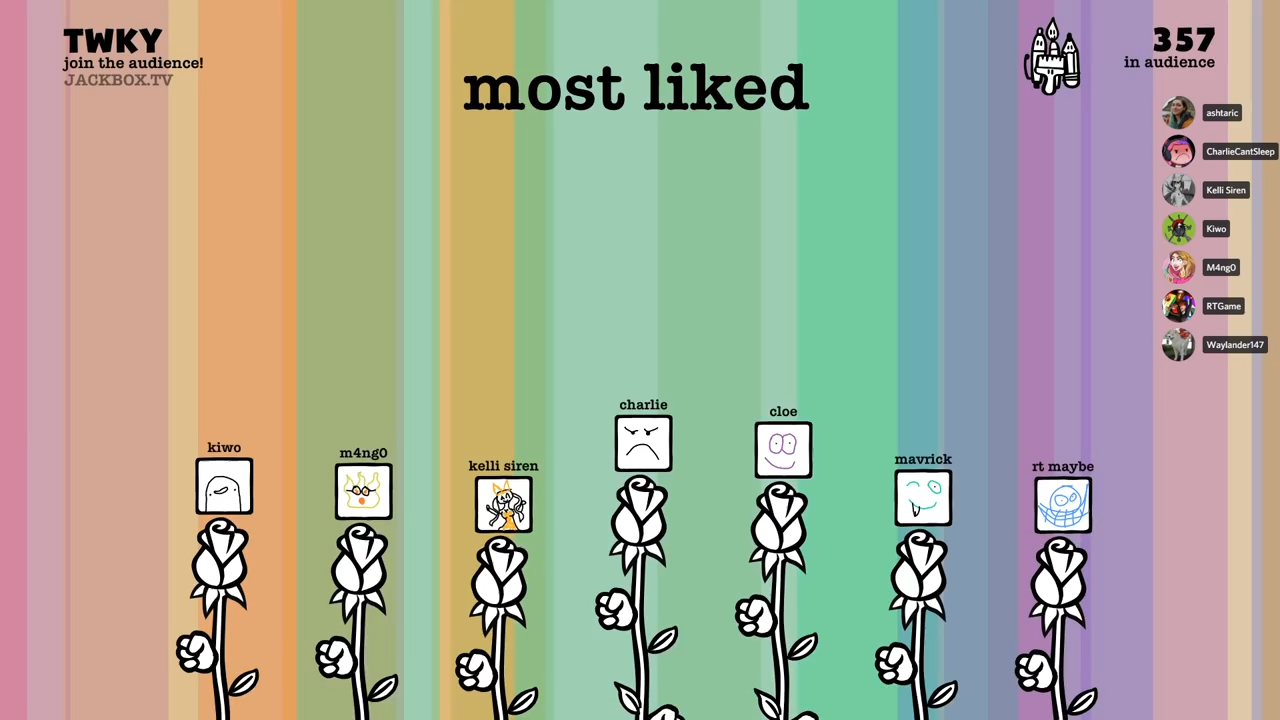 TWKY
join the audience!
JACKBOX.TV
most liked
357
in audience
ashtaric
CharlieCantSleep
Kelli Siren
Kiwo
M4ng0
RTGame
Waylander147
kiwo
m4ng0
kelli siren
charlie
cloe
mavrick
rt maybe